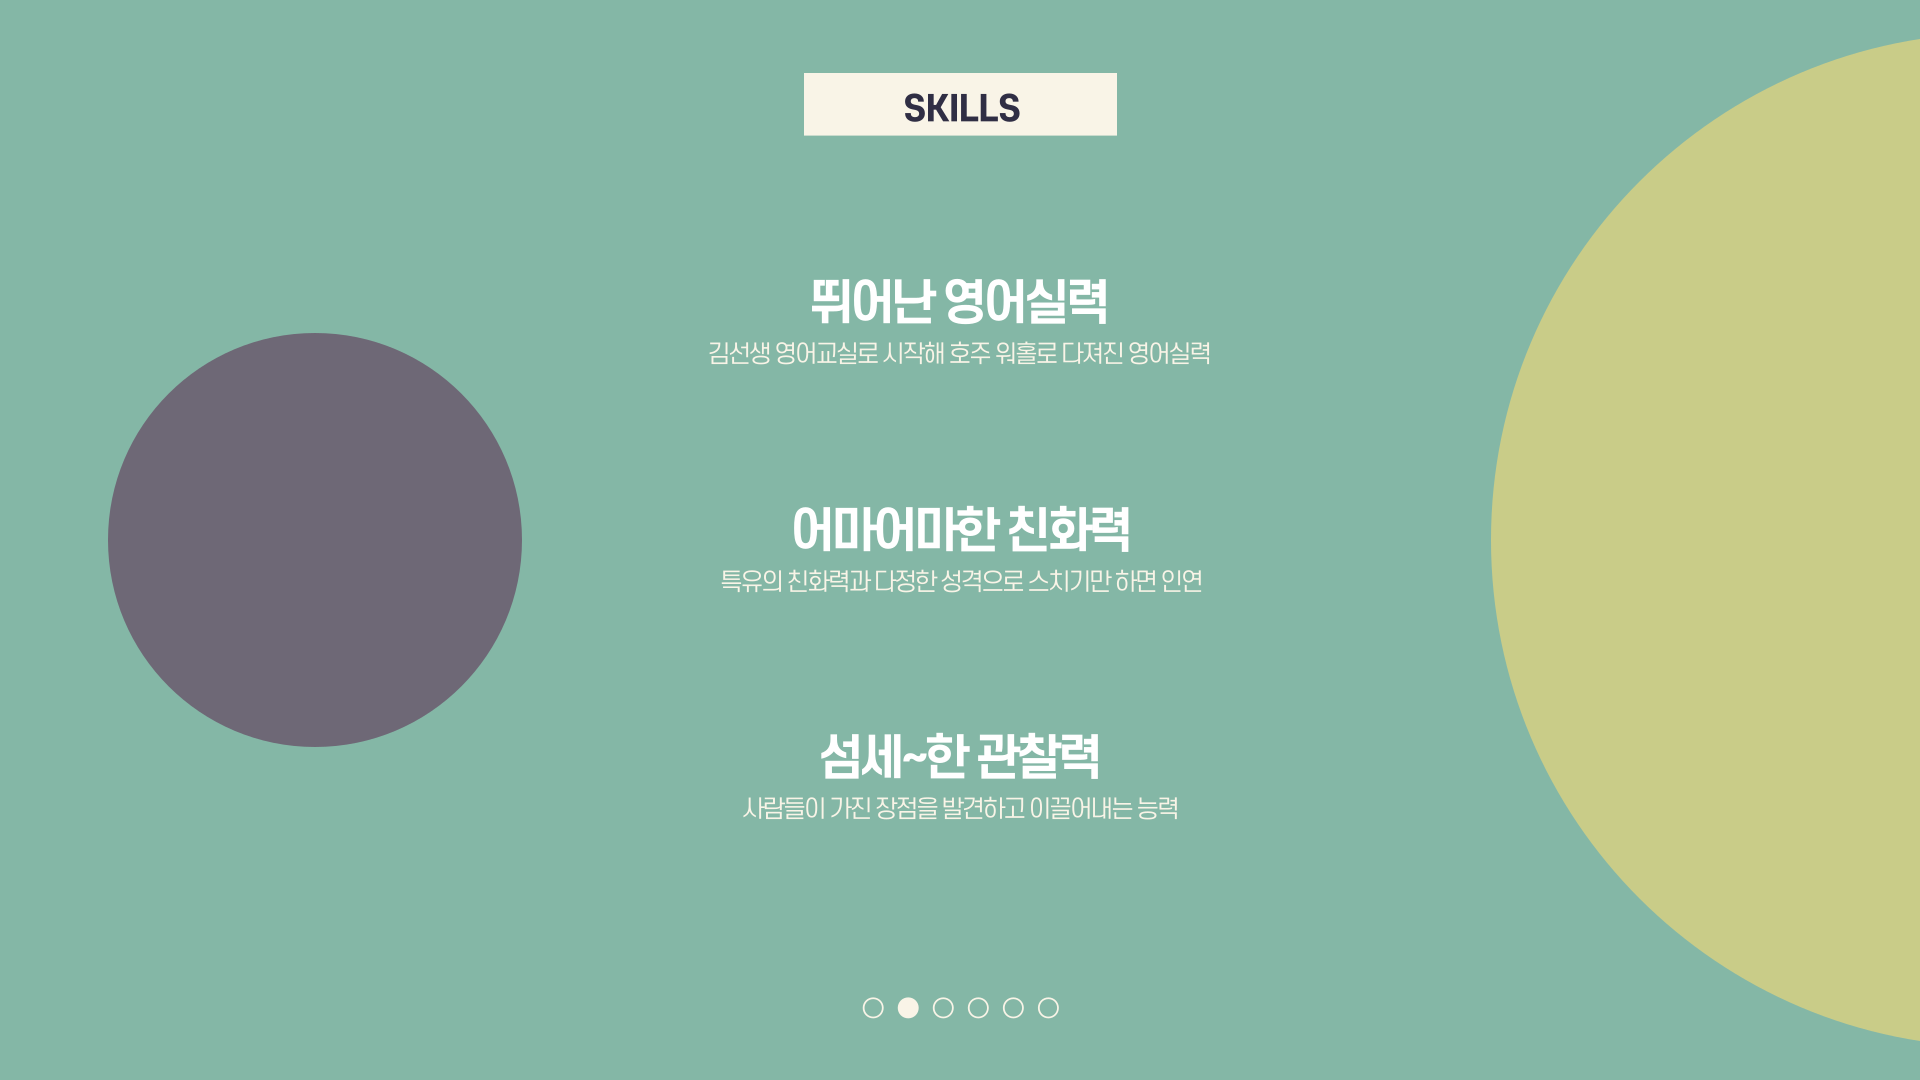 SKILLS
뛰어난 영어실력
김선생 영어교실로 시작해 호주 워홀로 다져진 영어실력
어마어마한 친화력
특유의 친화력과 다정한 성격으로 스치기만 하면 인연
섬세~한 관찰력
사람들이 가진 장점을 발견하고 이끌어내는 능력